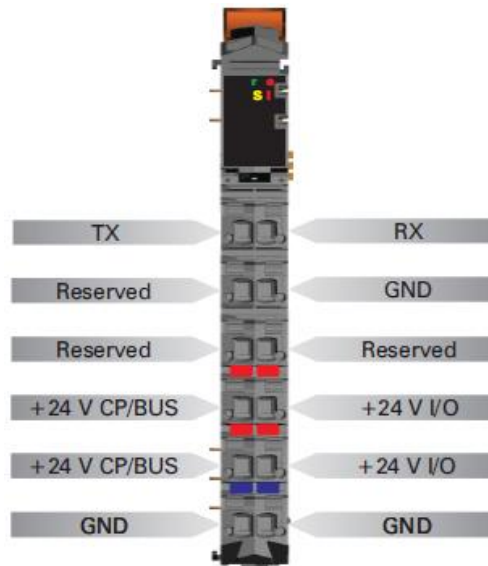 r e
S I
TX RX
Reserved GND
Reserved Reserved
+24 V CP/BUS +24 V I/O
+24 V CP/BUS +24 V I/O
GND GND